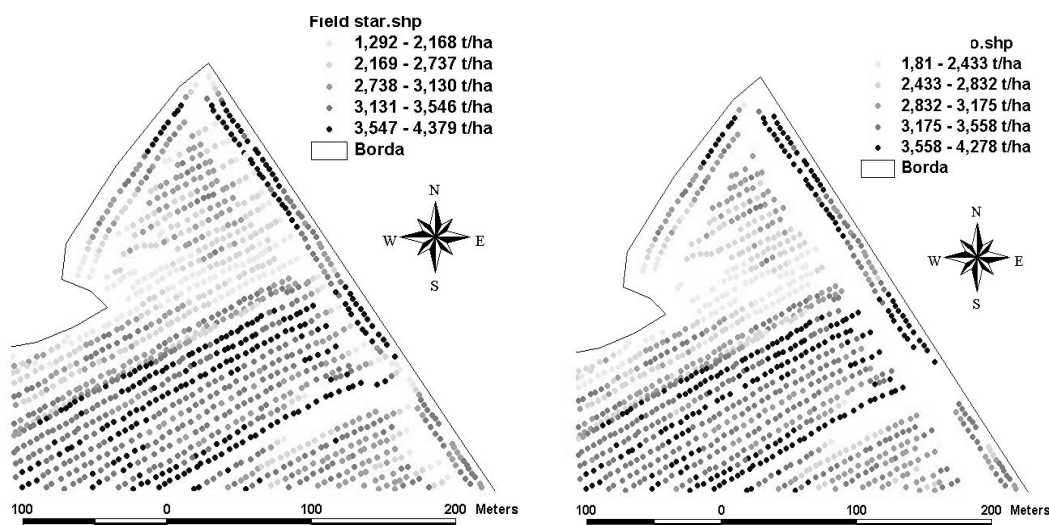 Field star.shp
1,292 - 2,168 t/ha
2,169 - 2,737 t/ha
2,738 - 3,130 t/ha
3,131 - 3,546 t/ha
3,547 - 4,379 t/ha
Borda
N
W E
S
100 0 100 200 Meters
o.shp
1,81 - 2,433 t/ha
2,433 - 2,832 t/ha
2,832 - 3,175 t/ha
3,175 - 3,558 t/ha
3,558 - 4,278 t/ha
Borda
N
W E
S
100 0 100 200 Meters